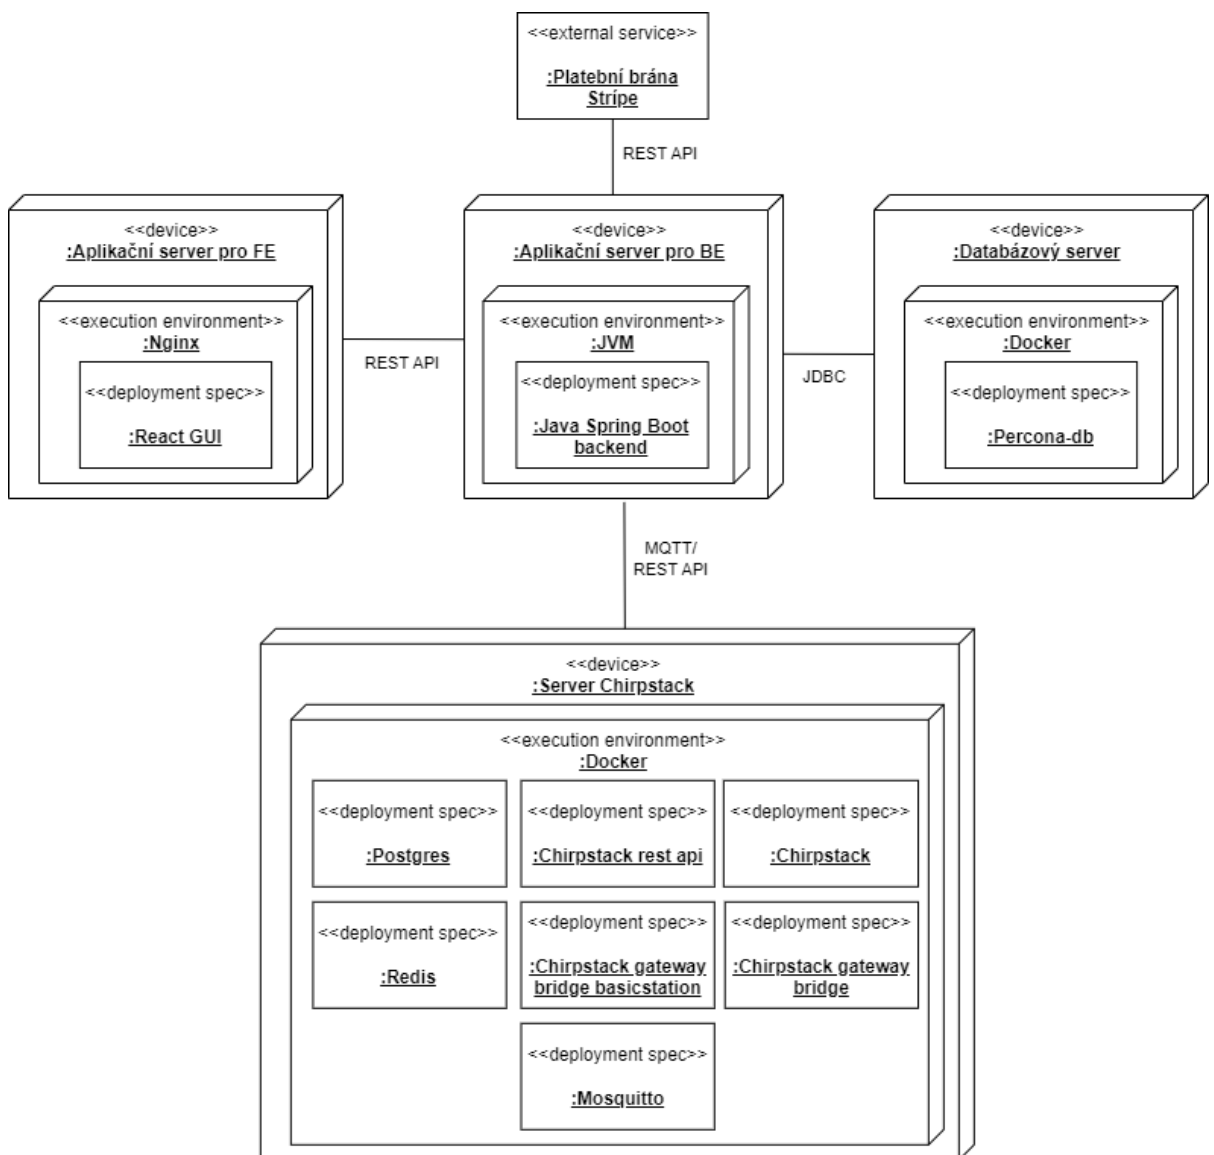 <<external service>>
:Platební brána
Strípe
REST API
<<device>>
:Aplikační server pro FE
<<execution environment>>
:Nginx
<<deployment spec>>
:React GUI
REST API
<<device>>
:Aplikační server pro BE
<<execution environment>>
:JVM
<<deployment spec>>
:Java Spring Boot
backend
JDBC
<<device>>
:Databázový server
<<execution environment>>
:Docker
<<deployment spec>>
:Percona-db
MQTT/
REST API
<<device>>
:Server Chirpstack
<<execution environment>>
:Docker
<<deployment spec>>
:Postgres
<<deployment spec>>
:Chirpstack rest api
<<deployment spec>>
:Chirpstack
<<deployment spec>>
:Redis
<<deployment spec>>
:Chirpstack gateway
bridge basicstation
<<deployment spec>>
:Chirpstack gateway
bridge
<<deployment spec>>
:Mosquitto